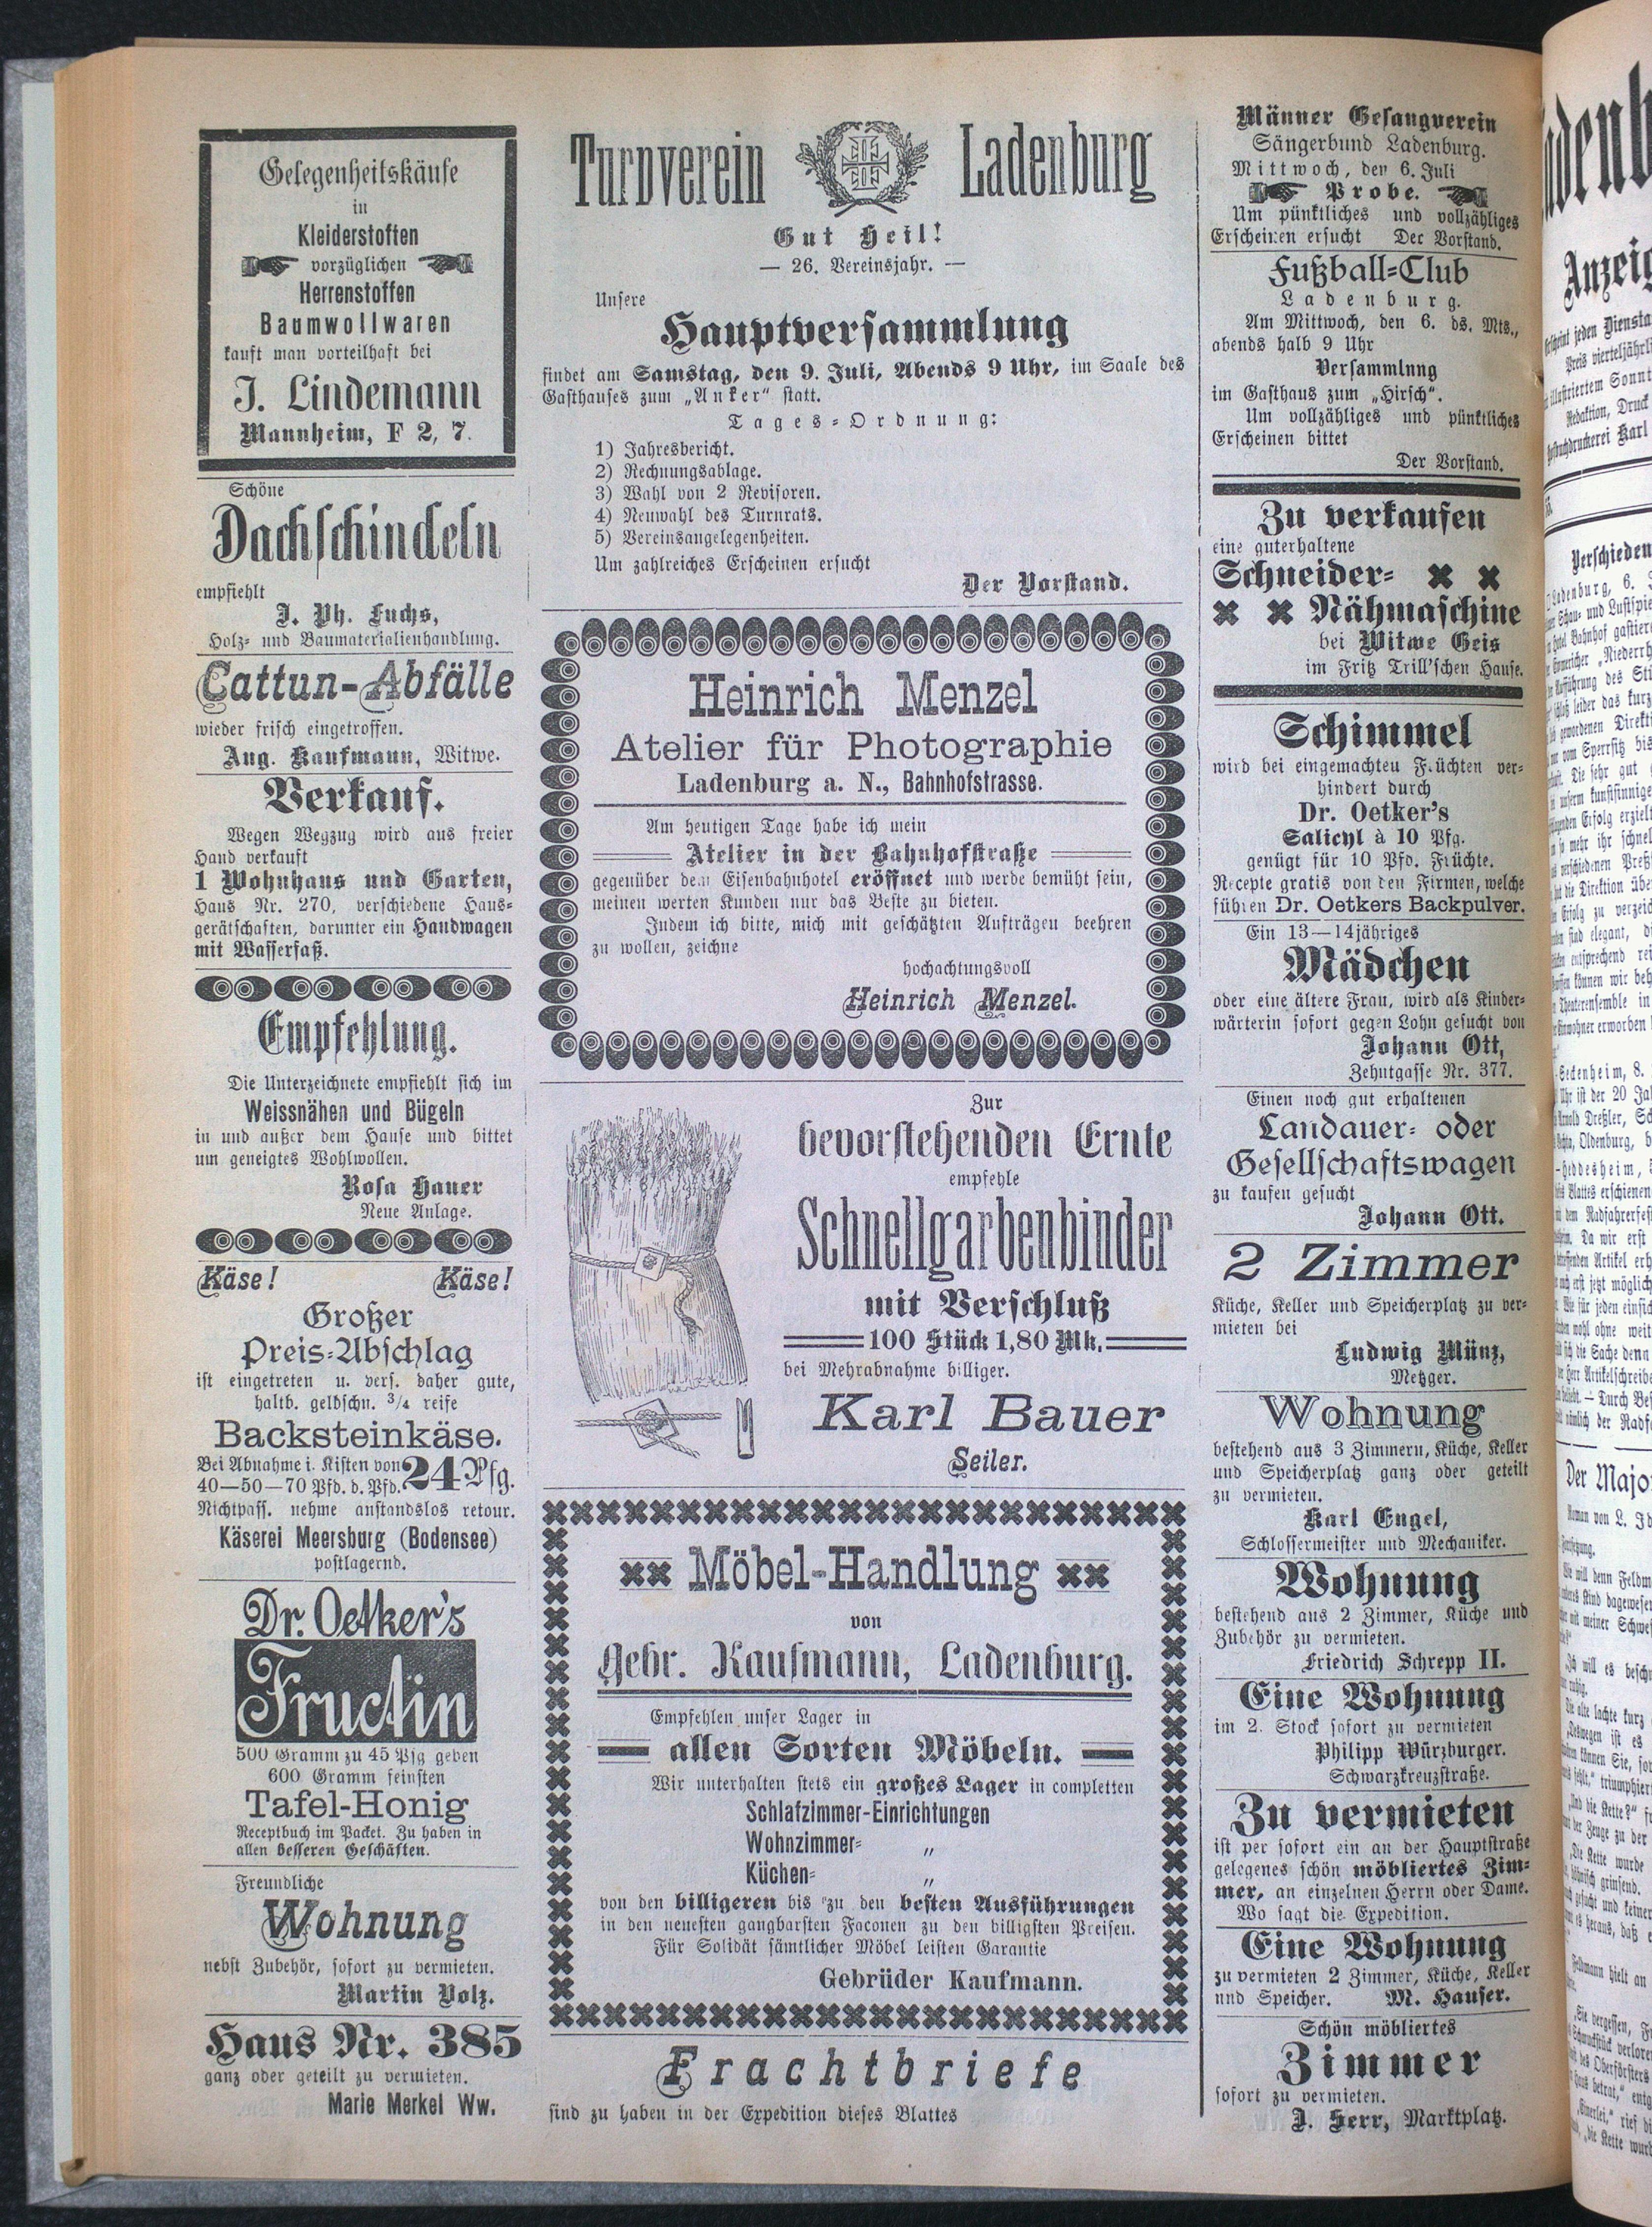 Gelegenheitskäufe
in
Kleiderstoffen
vorzüglichen
Herrenstoffen
Baumwollwaren
kauft man vorteilhaft bei
J. Lindemann
Mannheim, F 2, 7.
Schöne
Dachschindeln
empfiehlt
J. Ph. Fuchs,
Holz- und Baumaterialienhandlung.
Cattun-Abfälle
wieder frisch eingetroffen.
Aug. Kaufmann, Witwe.
Verkauf.
Wegen Wegzug wird aus freier
Hand verkauft
1 Wohnhaus und Garten,
Haus Nr. 270, verschiedene Haus-
gerätschaften, darunter ein Handwagen
mit Wasserfaß.
Empfehlung.
Die Unterzeichnete empfiehlt sich im
Weissnähen und Bügeln
in und außer dem Hause und bittet
um geneigtes Wohlwollen.
Rosa Hauer
Neue Anlage.
Käse! Käse!
Großer
Preis-Abschlag
ist eingetreten u. vers. daher gute,
haltb. geldschn. 3/4 reife
Backsteinkäse.
Bei Abnahme i. Kisten von
40—50—70 Pfd. d. Pfd. 24 Pfg.
Nichtpass. nehme anstandslos retour.
Käserei Meersburg (Bodensee)
postlagernd.
Dr. Oetker's
Fructin
500 Gramm zu 45 Pfg geben
600 Gramm feinsten
Tafel-Honig
Receptbuch im Packet. Zu haben in
allen besseren Geschäften.
Freundliche
Wohnung
nebst Zubehör, sofort zu vermieten.
Martin Volz.
Haus Nr. 385
ganz oder geteilt zu vermieten.
Marie Merkel Ww.
Turnverein Ladenburg
Gut Heil!
— 26. Vereinsjahr. —
Unsere
Hauptversammlung
findet am Samstag, den 9. Juli, Abends 9 Uhr, im Saale des
Gasthauses zum „Anker" statt.
Tages-Ordnung:
1) Jahresbericht.
2) Rechnungsablage.
3) Wahl von 2 Revisoren.
4) Neuwahl des Turnrats.
5) Vereinsangelegenheiten.
Um zahlreiches Erscheinen ersucht
Der Vorstand.
Heinrich Menzel
Atelier für Photographie
Ladenburg a. N., Bahnhofstrasse.
Am heutigen Tage habe ich mein
Atelier in der Bahnhofstraße
gegenüber dem Eisenbahnhotel eröffnet und werde bemüht sein,
meinen werten Kunden nur das Beste zu bieten.
Indem ich bitte, mich mit geschätzten Aufträgen beehren
zu wollen, zeichne
hochachtungsvoll
Heinrich Menzel.
Zur
bevorstehenden Ernte
empfehle
Schnellgarbenbinder
mit Verschluß
100 Stück 1,80 Mk.
bei Mehrabnahme billiger.
Karl Bauer
Seiler.
Möbel-Handlung
von
Gebr. Kaufmann, Ladenburg.
Empfehlen unser Lager in
allen Sorten Möbeln.
Wir unterhalten stets ein großes Lager in completten
Schlafzimmer-Einrichtungen
Wohnzimmer- „
Küchen- „
von den billigeren bis zu den besten Ausführungen
in den neuesten gangbarsten Faconen zu den billigsten Preisen.
Für Solidät sämtlicher Möbel leisten Garantie
Gebrüder Kaufmann.
Frachtbriefe
sind zu haben in der Expedition dieses Blattes
Männer Gesangverein
Sängerbund Ladenburg.
Mittwoch, den 6. Juli
Probe.
Um pünktliches und vollzähliges
Erscheinen ersucht Der Vorstand.
Fußball-Club
Ladenburg.
Am Mittwoch, den 6. ds. Mts.,
abends halb 9 Uhr
Versammlnng
im Gasthaus zum „Hirsch".
Um vollzähliges und pünktliches
Erscheinen bittet
Der Vorstand.
Zu verkaufen
eine guterhaltene
Schneider-
Nähmaschine
bei Witwe Geis
im Fritz Trill'schen Hause.
Schimmel
wird bei eingemachten Früchten ver-
hindert durch
Dr. Oetker's
Salicyl à 10 Pfg.
genügt für 10 Pfd. Früchte.
Recepte gratis von den Firmen, welche
führen Dr. Oetkers Backpulver.
Ein 13—14jähriges
Mädchen
oder eine ältere Frau, wird als Kinder-
wärterin sofort gegen Lohn gesucht von
Johann Ott,
Zehntgasse Nr. 377.
Einen noch gut erhaltenen
Landauer- oder
Gesellschaftswagen
zu kaufen gesucht
Johann Ott.
2 Zimmer
Küche, Keller und Speicherplatz zu ver-
mieten bei
Ludwig Münz,
Metzger.
Wohnung
bestehend aus 3 Zimmern, Küche, Keller
und Speicherplatz ganz oder geteilt
zu vermieten.
Karl Engel,
Schlossermeister und Mechaniker.
Wohnung
bestehend aus 2 Zimmer, Küche und
Zubehör zu vermieten.
Friedrich Schrepp II.
Eine Wohnung
im 2. Stock sofort zu vermieten
Philipp Würzburger.
Schwarzkreuzstraße.
Zu vermieten
ist per sofort ein an der Hauptstraße
gelegenes schön möbliertes Zim-
mer, an einzelnen Herrn oder Dame.
Wo sagt die Expedition.
Eine Wohnung
zu vermieten 2 Zimmer, Küche, Keller
und Speicher. M. Hauser.
Schön möbliertes
Zimmer
sofort zu vermieten.
J. Herr, Marktplatz.
Anzeig
Der Majo